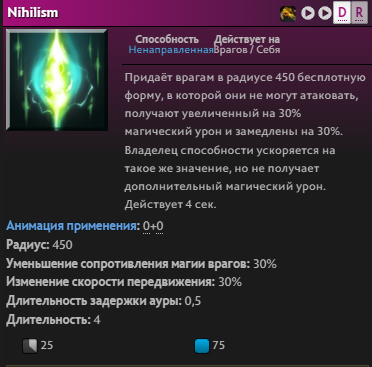 Nihilism
D R
Способность Действует на
Ненаправленная Врагов / Себя
Придаёт врагам в радиусе 450 бесплотную
форму, в которой они не могут атаковать,
получают увеличенный на 30%
магический урон и замедлены на 30%.
Владелец способности ускоряется на
такое же значение, но не получает
дополнительный магический урон.
Действует 4 сек.
Анимация применения: 0+0
Радиус: 450
Уменьшение сопротивления магии врагов: 30%
Изменение скорости передвижения: 30%
Длительность задержки ауры: 0,5
Длительность: 4
25 75